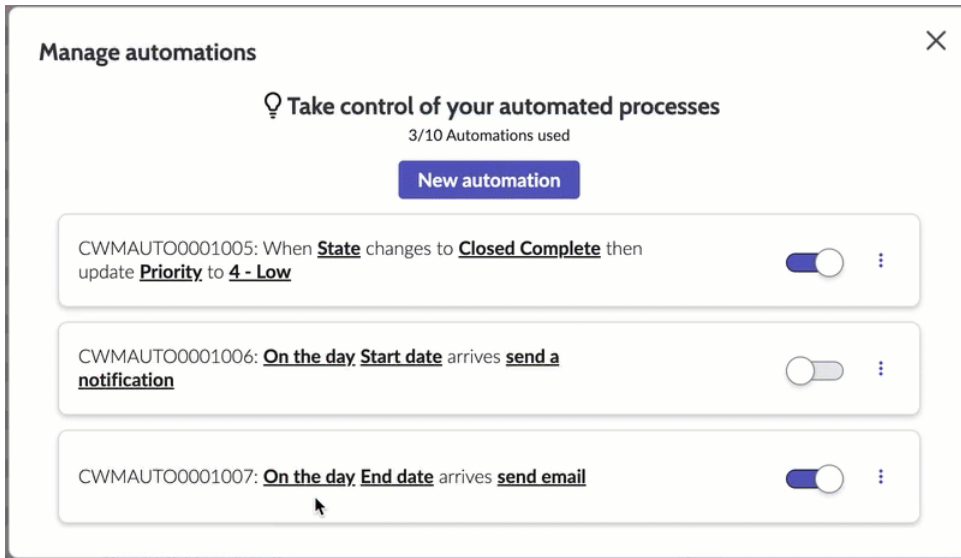 Manage automations
Take control of your automated processes
3/10 Automations used
New automation
CWMAUTO0001005: When State changes to Closed Complete then
update Priority to 4 - Low
CWMAUTO0001006: On the day Start date arrives send a
notification
CWMAUTO0001007: On the day End date arrives send email